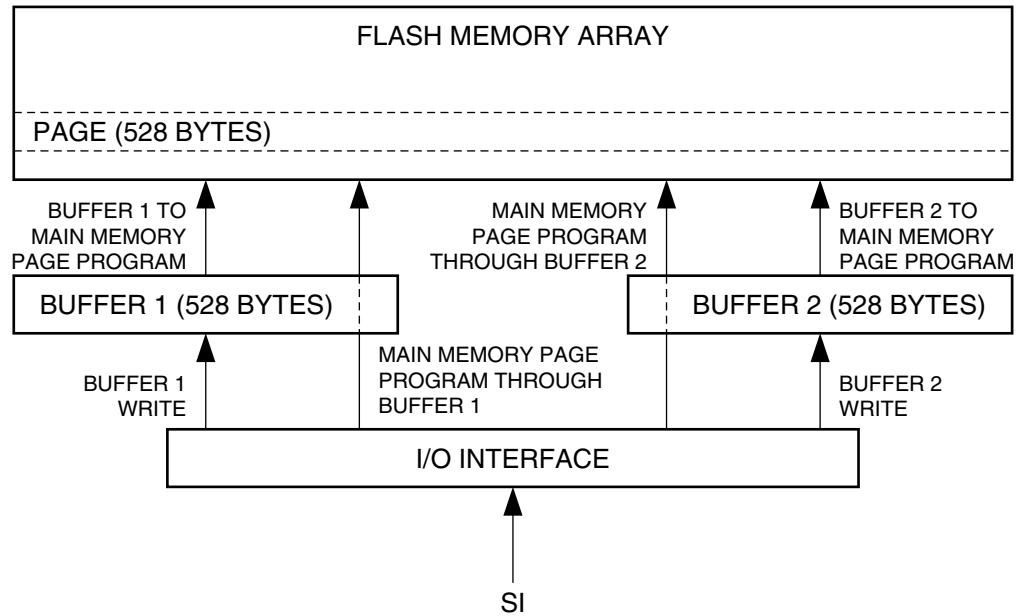 FLASH MEMORY ARRAY
PAGE (528 BYTES)
BUFFER 1 TO
MAIN MEMORY
PAGE PROGRAM
MAIN MEMORY
PAGE PROGRAM
THROUGH BUFFER 2
BUFFER 2 TO
MAIN MEMORY
PAGE PROGRAM
BUFFER 1 (528 BYTES)
BUFFER 2 (528 BYTES)
BUFFER 1
WRITE
MAIN MEMORY PAGE
PROGRAM THROUGH
BUFFER 1
BUFFER 2
WRITE
I/O INTERFACE
SI